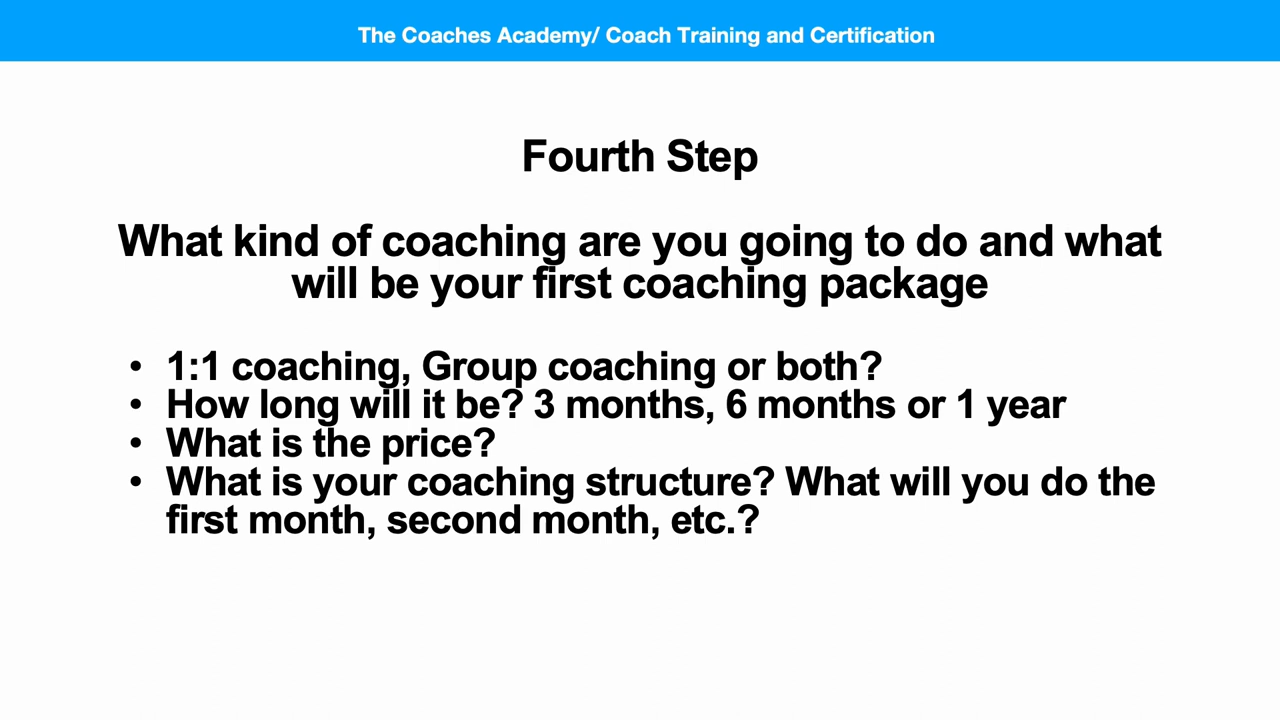 The Coaches Academy/ Coach Training and Certification
Fourth Step
What kind of coaching are you going to do and what
will be your first coaching package
• 1:1 coaching, Group coaching or both?
• How long will it be? 3 months, 6 months or 1 year
• What is the price?
• What is your coaching structure? What will you do the
first month, second month, etc.?